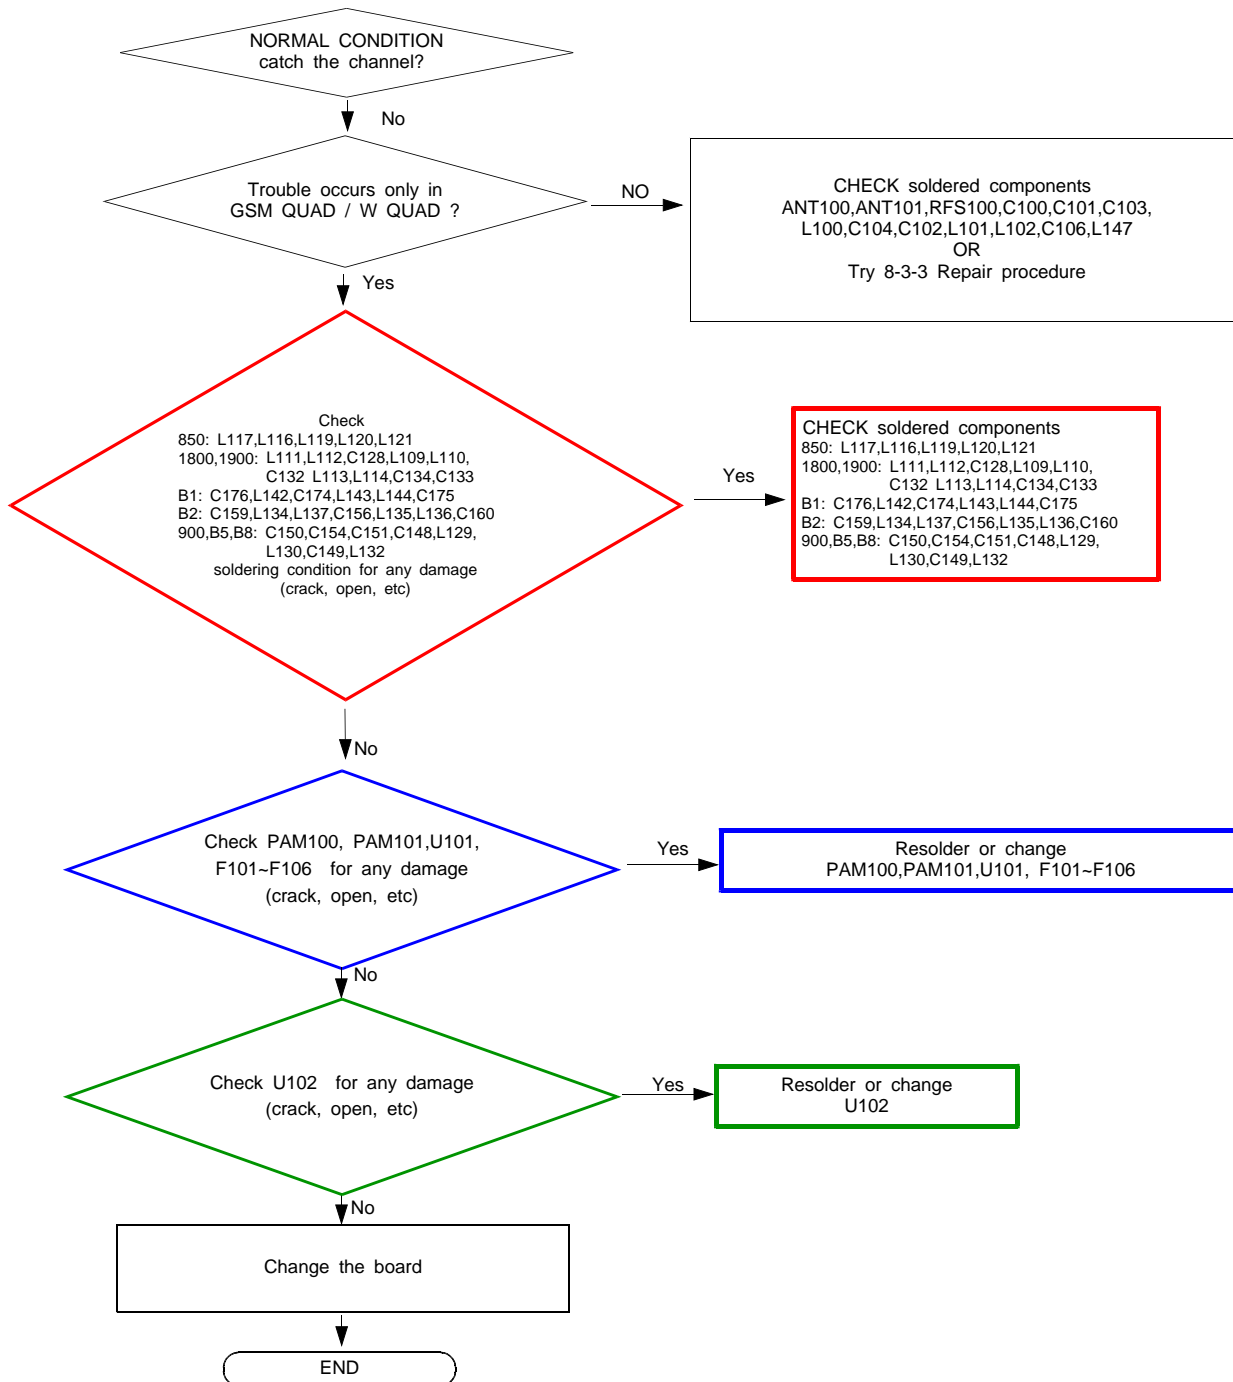 NORMAL CONDITION
catch the channel?
No
Trouble occurs only in
GSM QUAD / W QUAD ?
NO
CHECK soldered components
ANT100,ANT101,RFS100,C100,C101,C103,
L100,C104,C102,L101,L102,C106,L147
OR
Try 8-3-3 Repair procedure
Yes
Check
850: L117,L116,L119,L120,L121
1800,1900: L111,L112,C128,L109,L110,
C132 L113,L114,C134,C133
B1: C176,L142,C174,L143,L144,C175
B2: C159,L134,L137,C156,L135,L136,C160
900,B5,B8: C150,C154,C151,C148,L129,
L130,C149,L132
soldering condition for any damage
(crack, open, etc)
Yes
CHECK soldered components
850: L117,L116,L119,L120,L121
1800,1900: L111,L112,C128,L109,L110,
C132 L113,L114,C134,C133
B1: C176,L142,C174,L143,L144,C175
B2: C159,L134,L137,C156,L135,L136,C160
900,B5,B8: C150,C154,C151,C148,L129,
L130,C149,L132
No
Check PAM100, PAM101,U101,
F101~F106 for any damage
(crack, open, etc)
Yes
Resolder or change
PAM100,PAM101,U101, F101~F106
No
Check U102 for any damage
(crack, open, etc)
Yes
Resolder or change
U102
No
Change the board
END